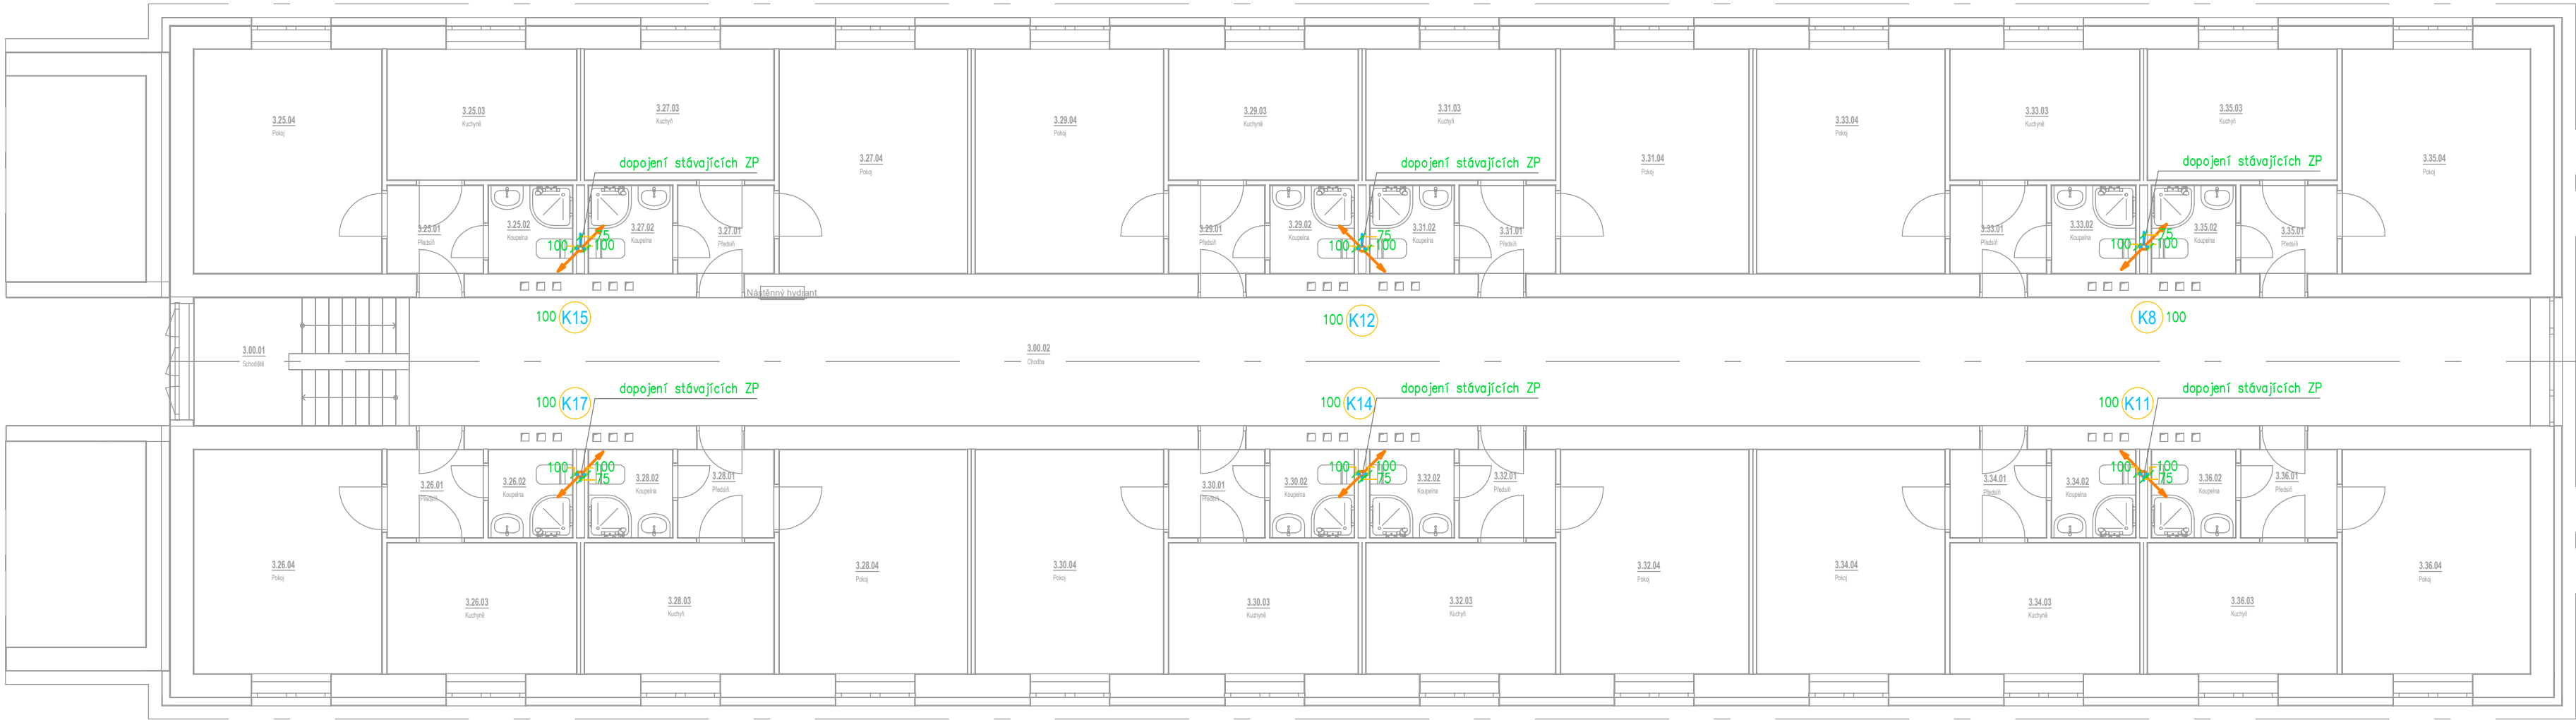 3.25.04
Pokoj
3.25.03
Kuchyně
3.27.03
Kuchyň
3.27.04
Pokoj
3.29.04
Pokoj
3.29.03
Kuchyně
3.31.03
Kuchyň
3.31.04
Pokoj
3.33.04
Pokoj
3.33.03
Kuchyně
3.35.03
Kuchyň
3.35.04
Pokoj
dopojení stávajících ZP
dopojení stávajících ZP
dopojení stávajících ZP
3.25.01
Předsíň
3.25.02
Koupelna
3.27.02
Koupelna
3.27.01
Předsíň
100
75
100
3.29.01
Předsíň
3.29.02
Koupelna
3.31.02
Koupelna
3.31.01
Předsíň
100
75
100
3.33.01
Předsíň
3.33.02
Koupelna
3.35.02
Koupelna
3.35.01
Předsíň
100
75
100
Nástěnný hydrant
100 K15
100 K12
K8 100
3.00.01
Schodiště
3.00.02
Chodba
dopojení stávajících ZP
dopojení stávajících ZP
dopojení stávajících ZP
100 K17
100 K14
100 K11
3.26.01
Předsíň
3.26.02
Koupelna
3.28.02
Koupelna
3.28.01
Předsíň
100
100
75
3.30.01
Předsíň
3.30.02
Koupelna
3.32.02
Koupelna
3.32.01
Předsíň
100
100
75
3.34.01
Předsíň
3.34.02
Koupelna
3.36.02
Koupelna
3.36.01
Předsíň
100
100
75
3.26.04
Pokoj
3.26.03
Kuchyně
3.28.03
Kuchyň
3.28.04
Pokoj
3.30.04
Pokoj
3.30.03
Kuchyně
3.32.03
Kuchyň
3.32.04
Pokoj
3.34.04
Pokoj
3.34.03
Kuchyně
3.36.03
Kuchyň
3.36.04
Pokoj